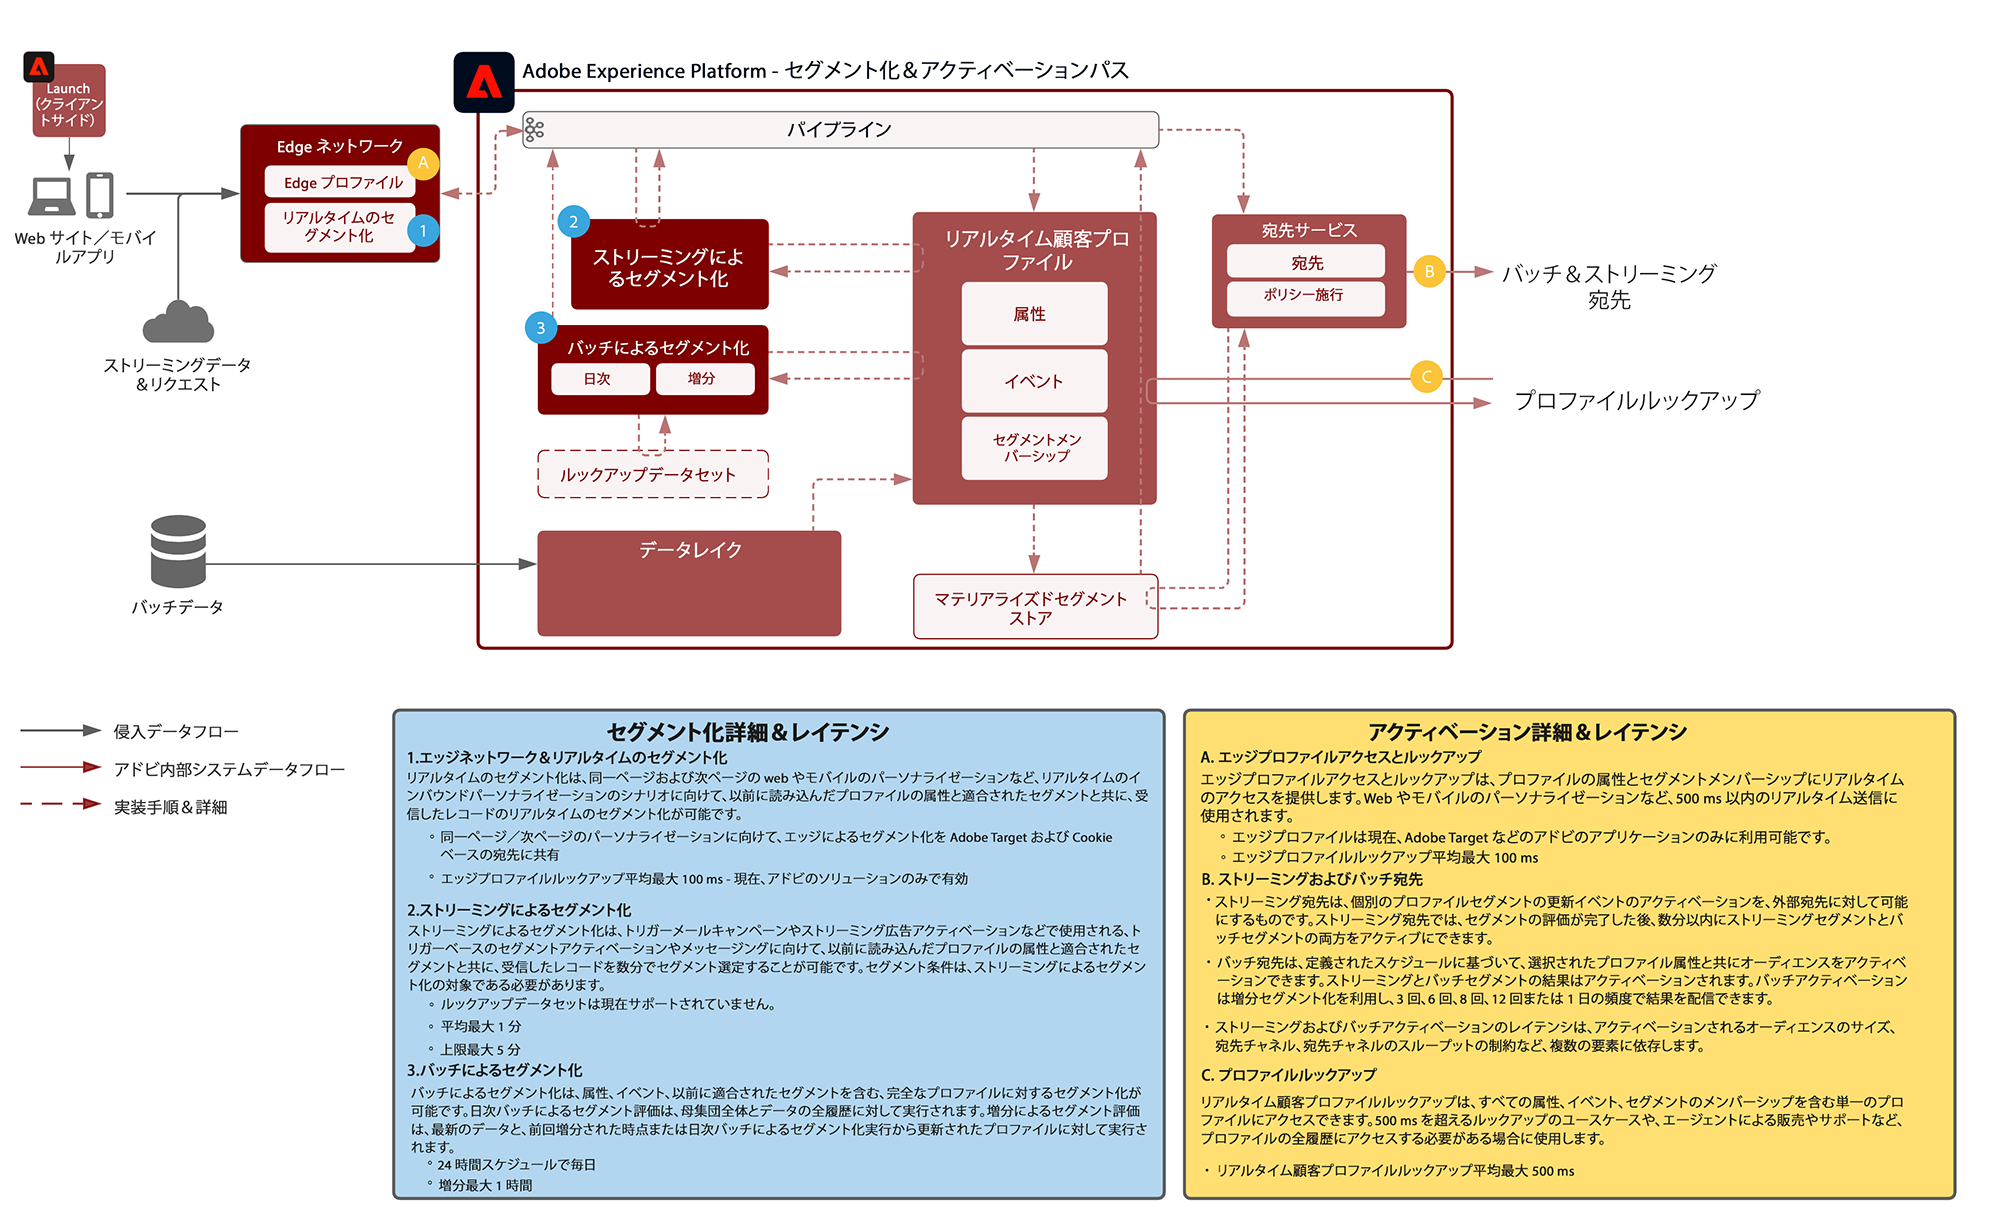 Adobe Experience Platform - セグメント化＆アクティベーションパス
Launch
（クライアン
トサイド）
Web サイト／モバイ
ルアプリ
ストリーミングデータ
＆リクエスト
バッチデータ
Edge ネットワーク
A
Edge プロファイル
リアルタイムのセ
グメント化
1
パイプライン
2
ストリーミングによ
るセグメント化
3
バッチによるセグメント化
日次
増分
ルックアップデータセット
データレイク
リアルタイム顧客プロ
ファイル
属性
イベント
セグメントメン
バーシップ
マテリアライズドセグメント
ストア
宛先サービス
宛先
ポリシー施行
B
バッチ＆ストリーミング
宛先
C
プロファイルルックアップ
侵入データフロー
アドビ内部システムデータフロー
実装手順＆詳細
セグメント化詳細＆レイテンシ
1.エッジネットワーク＆リアルタイムのセグメント化
リアルタイムのセグメント化は、同一ページおよび次ページの web やモバイルのパーソナライゼーションなど、リアルタイムのイ
ンバウンドパーソナライゼーションのシナリオに向けて、以前に読み込んだプロファイルの属性と適合されたセグメントと共に、受
信したレコードのリアルタイムのセグメント化が可能です。
◦ 同一ページ／次ページのパーソナライゼーションに向けて、エッジによるセグメント化を Adobe Target および Cookie
ベースの宛先に共有
◦ エッジプロファイルルックアップ平均最大 100 ms - 現在、アドビのソリューションのみで有効
2.ストリーミングによるセグメント化
ストリーミングによるセグメント化は、トリガーメールキャンペーンやストリーミング広告アクティベーションなどで使用される、ト
リガーベースのセグメントアクティベーションやメッセージングに向けて、以前に読み込んだプロファイルの属性と適合されたセ
グメントと共に、受信したレコードを数分でセグメント選定することが可能です。セグメント条件は、ストリーミングによるセグメン
ト化の対象である必要があります。
◦ ルックアップデータセットは現在サポートされていません。
◦ 平均最大 1 分
◦ 上限最大 5 分
3.バッチによるセグメント化
バッチによるセグメント化は、属性、イベント、以前に適合されたセグメントを含む、完全なプロファイルに対するセグメント化が
可能です。日次バッチによるセグメント評価は、母集団全体とデータの全履歴に対して実行されます。増分によるセグメント評価
は、最新のデータと、前回増分された時点または日次バッチによるセグメント化実行から更新されたプロファイルに対して実行さ
れます。
◦ 24 時間スケジュールで毎日
◦ 増分最大 1 時間
アクティベーション詳細＆レイテンシ
A. エッジプロファイルアクセスとルックアップ
エッジプロファイルアクセスとルックアップは、プロファイルの属性とセグメントメンバーシップにリアルタイム
のアクセスを提供します。Web やモバイルのパーソナライゼーションなど、500 ms 以内のリアルタイム送信に
使用されます。
◦ エッジプロファイルは現在、Adobe Target などのアドビのアプリケーションのみに利用可能です。
◦ エッジプロファイルルックアップ平均最大 100 ms
B. ストリーミングおよびバッチ宛先
・ストリーミング宛先は、個別のプロファイルセグメントの更新イベントのアクティベーションを、外部宛先に対して可能
にするものです。ストリーミング宛先では、セグメントの評価が完了した後、数分以内にストリーミングセグメントとバ
ッチセグメントの両方をアクティブにできます。
・バッチ宛先は、定義されたスケジュールに基づいて、選択されたプロファイル属性と共にオーディエンスをアクティベ
ーションできます。ストリーミングとバッチセグメントの結果はアクティベーションされます。バッチアクティベーション
は増分セグメント化を利用し、3 回、6 回、8 回、12 回または 1 日の頻度で結果を配信できます。
・ストリーミングおよびバッチアクティベーションのレイテンシは、アクティベーションされるオーディエンスのサイズ、
宛先チャネル、宛先チャネルのスループットの制約など、複数の要素に依存します。
C. プロファイルルックアップ
リアルタイム顧客プロファイルルックアップは、すべての属性、イベント、セグメントのメンバーシップを含む単一のプロ
ファイルにアクセスできます。500 ms を超えるルックアップのユースケースや、エージェントによる販売やサポートなど、
プロファイルの全履歴にアクセスする必要がある場合に使用します。
・リアルタイム顧客プロファイルルックアップ平均最大 500 ms